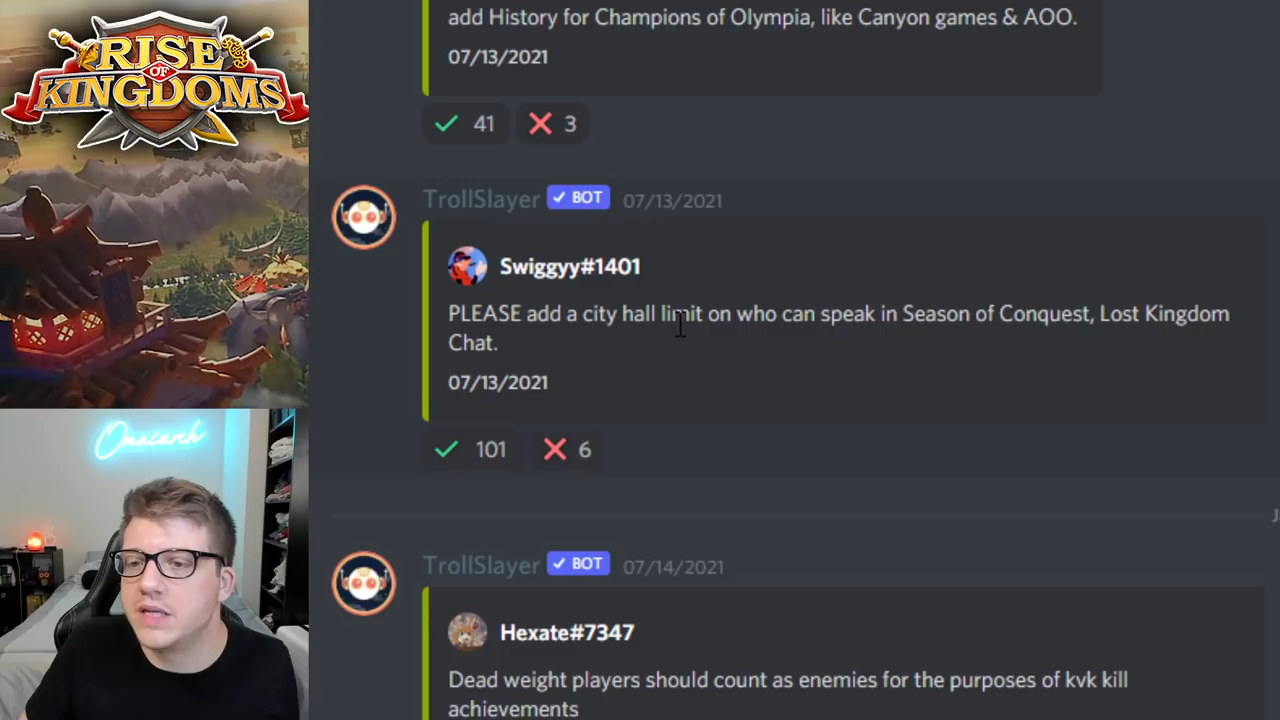 RISE
OF
KINGDOMS
add History for Champions of Olympia, like Canyon games & AOO.
07/13/2021
41 3
TrollSlayer BOT 07/13/2021
Swiggyy#1401
PLEASE add a city hall limit on who can speak in Season of Conquest, Lost Kingdom
Chat.
07/13/2021
101 6
Omniarch
J
TrollSlayer BOT 07/14/2021
Hexate#7347
Dead weight players should count as enemies for the purposes of kvk kill
achievements